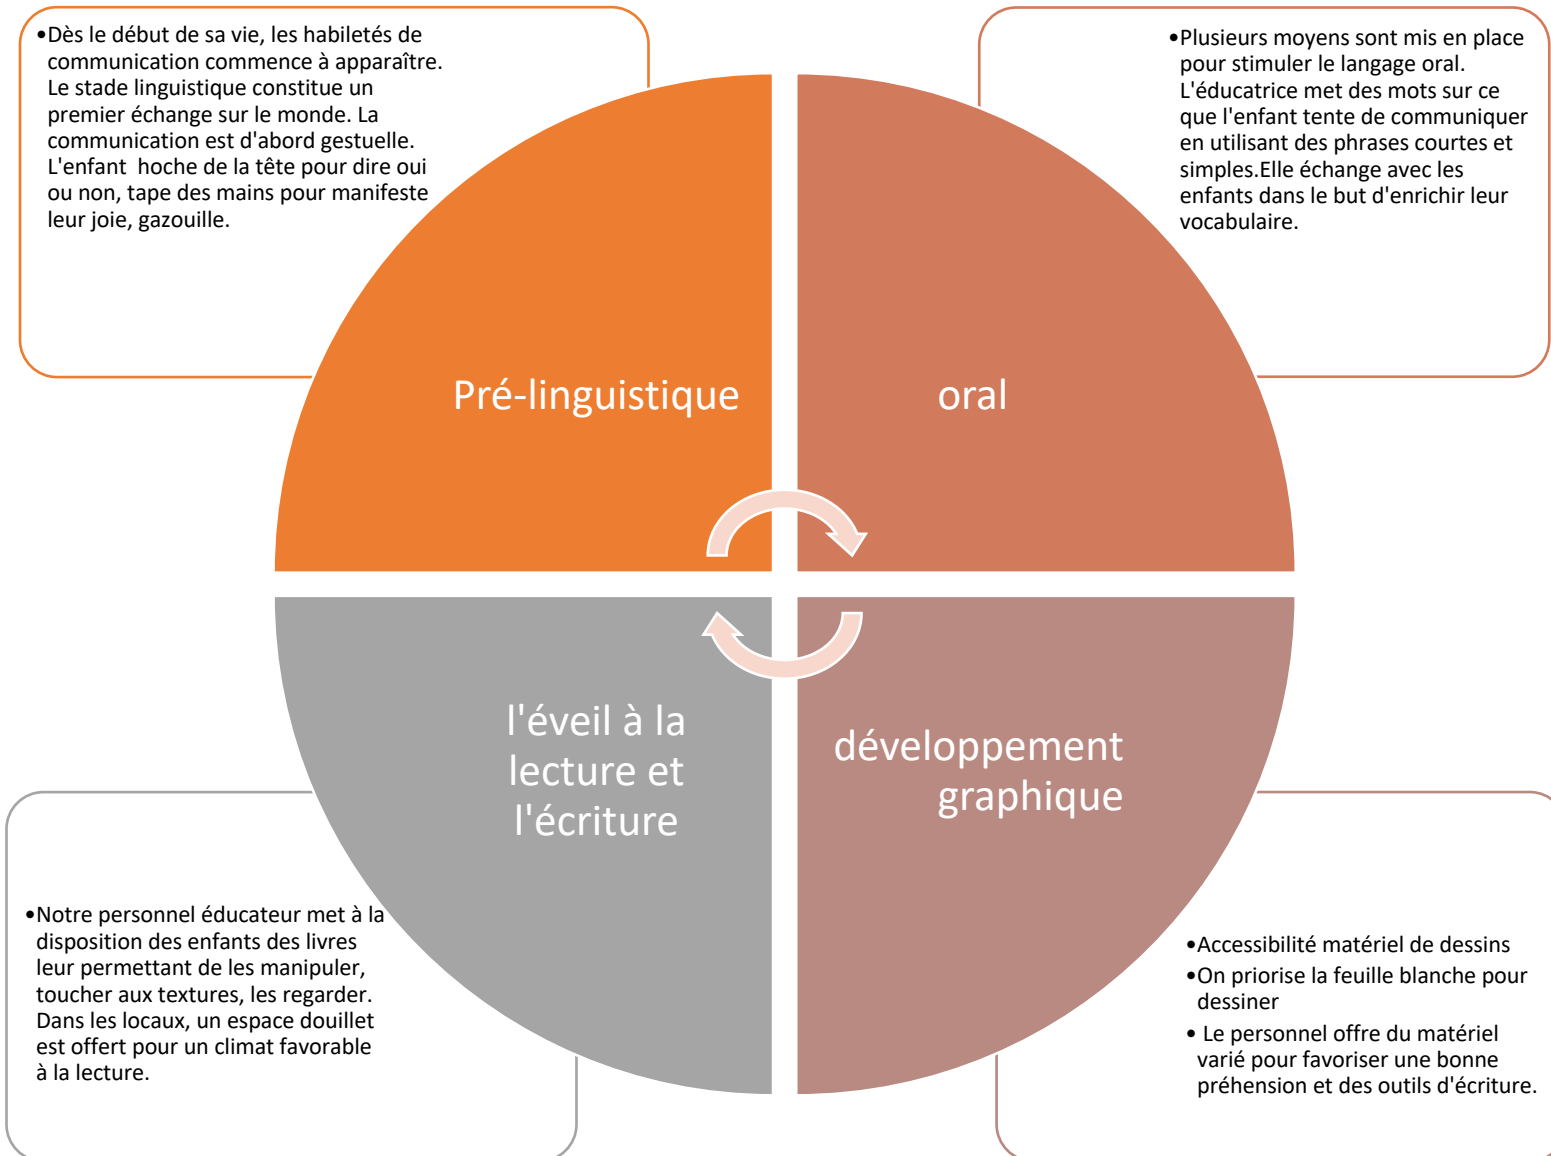 •Dès le début de sa vie, les habiletés de
communication commence à apparaître.
Le stade linguistique constitue un
premier échange sur le monde. La
communication est d'abord gestuelle.
L'enfant  hoche de la tête pour dire oui
ou non, tape des mains pour manifeste
leur joie, gazouille.
•Plusieurs moyens sont mis en place
pour stimuler le langage oral.
L'éducatrice met des mots sur ce
que l'enfant tente de communiquer
en utilisant des phrases courtes et
simples.Elle échange avec les
enfants dans le but d'enrichir leur
vocabulaire.
Pré-linguistique
oral
l'éveil à la
lecture et
l'écriture
développement
graphique
•Notre personnel éducateur met à la
disposition des enfants des livres
leur permettant de les manipuler,
toucher aux textures, les regarder.
Dans les locaux, un espace douillet
est offert pour un climat favorable
à la lecture.
•Accessibilité matériel de dessins
•On priorise la feuille blanche pour
dessiner
• Le personnel offre du matériel
varié pour favoriser une bonne
préhension et des outils d'écriture.